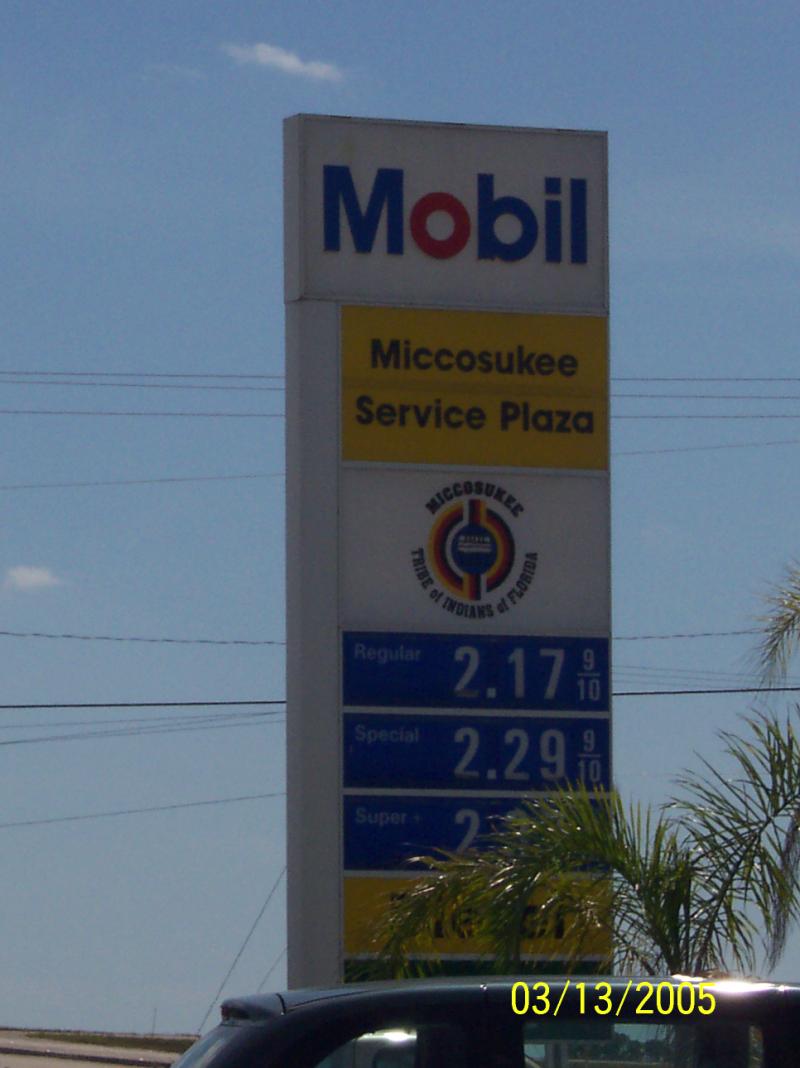 Mobil
Miccosukee
Service Plaza
MICCOSUKEE
TRIBE of INDIANS of FLORIDA
Regular 2.17 9/10
Special 2.29 9/10
Super + 2.
03/13/2005